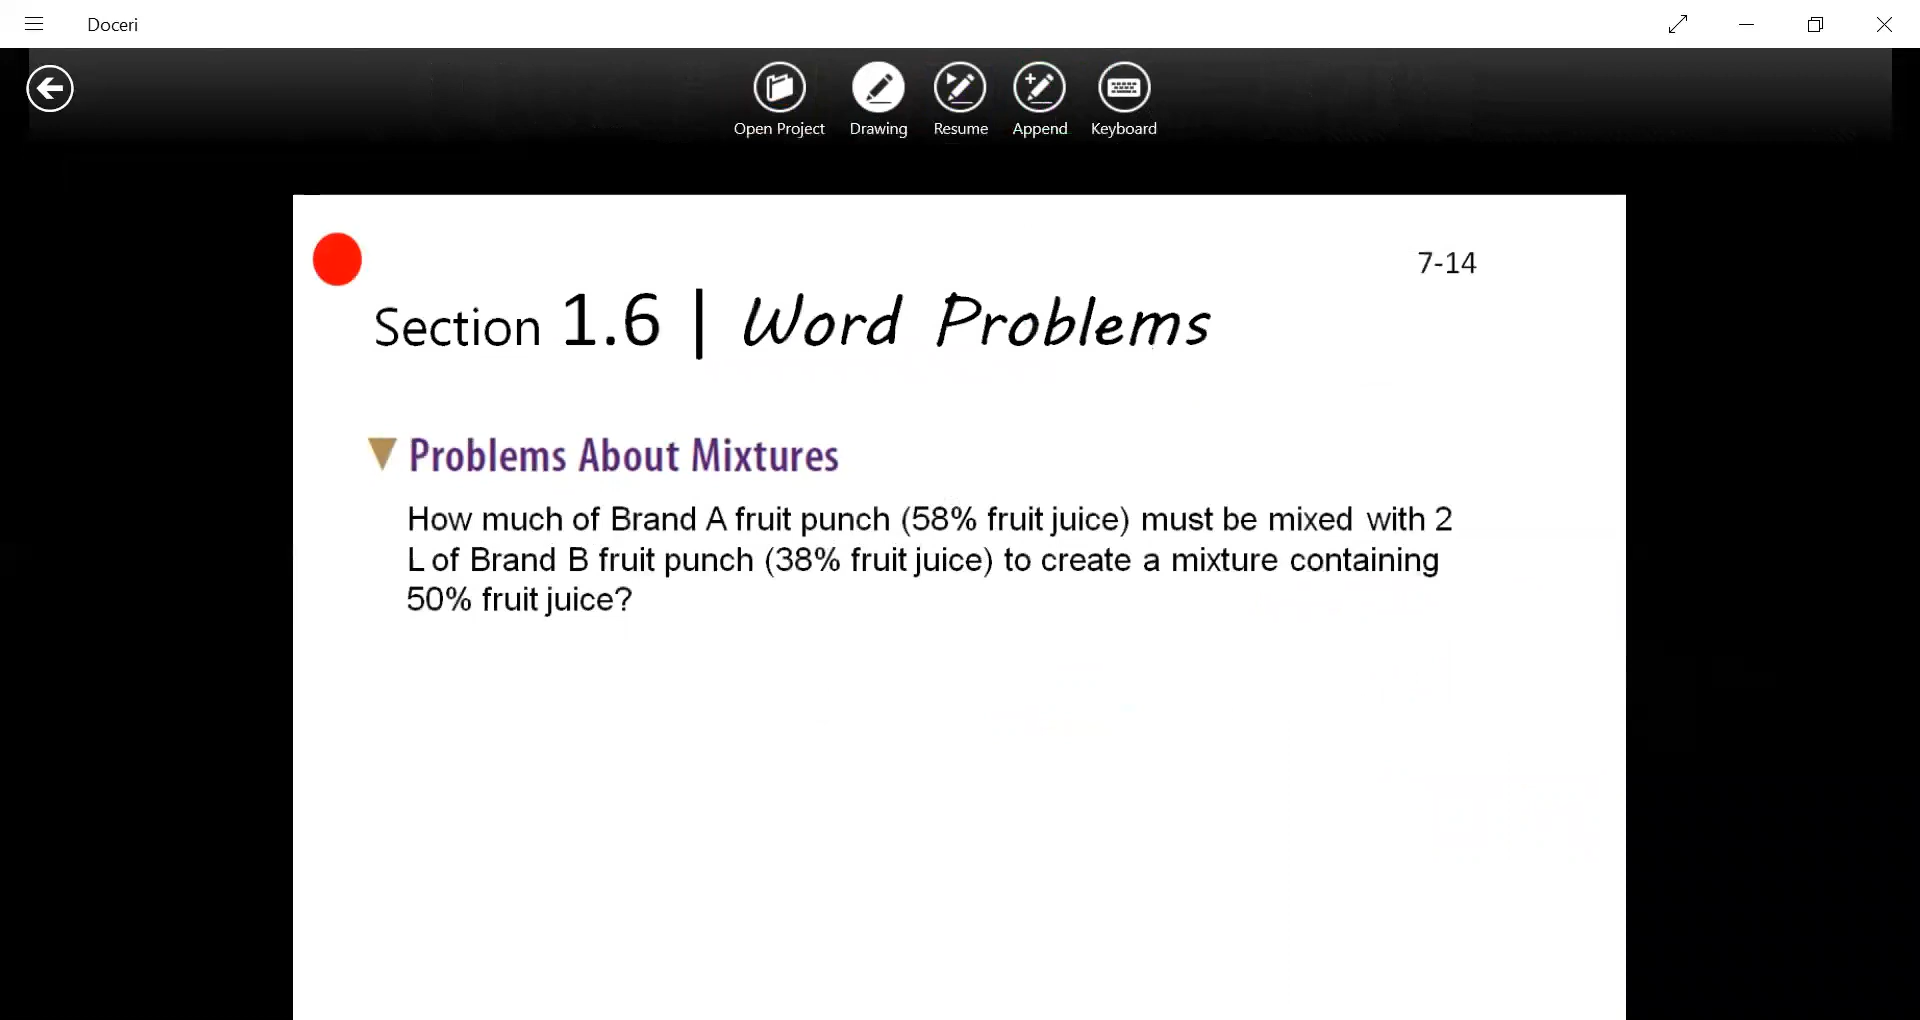 Doceri
Open Project Drawing Resume Append Keyboard
7-14
Section 1.6 | Word Problems
Problems About Mixtures
How much of Brand A fruit punch (58% fruit juice) must be mixed with 2
L of Brand B fruit punch (38% fruit juice) to create a mixture containing
50% fruit juice?